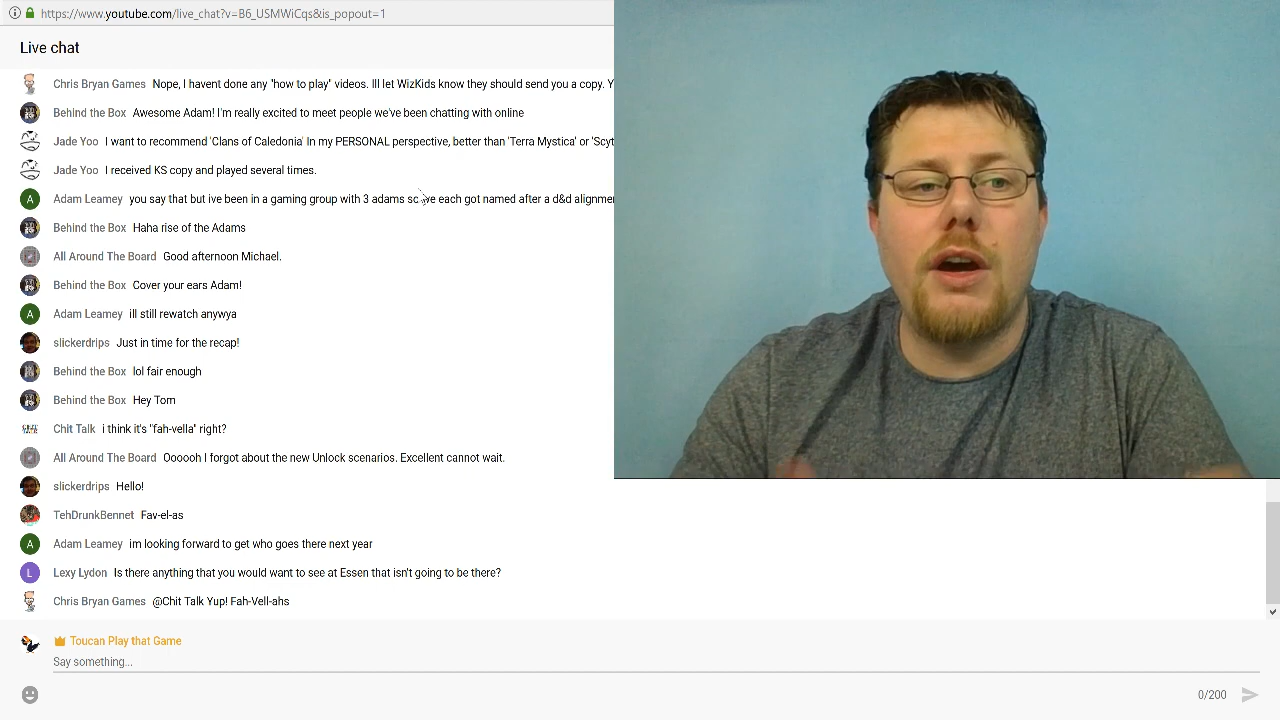 https://www.youtube.com/live_chat?v=B6_USMWiCqs&is_popout=1
Live chat
Chris Bryan Games Nope, I havent done any "how to play" videos. Ill let WizKids know they should send you a copy. Y
Behind the Box Awesome Adam! I'm really excited to meet people we've been chatting with online
Jade Yoo I want to recommend 'Clans of Caledonia' In my PERSONAL perspective, better than 'Terra Mystica' or 'Scyt
Jade Yoo I received KS copy and played several times.
A Adam Leamey you say that but ive been in a gaming group with 3 adams so we each got named after a d&d alignmen
Behind the Box Haha rise of the Adams
All Around The Board Good afternoon Michael.
Behind the Box Cover your ears Adam!
A Adam Leamey ill still rewatch anywya
slickerdrips Just in time for the recap!
Behind the Box lol fair enough
Behind the Box Hey Tom
Chit Talk i think it's "fah-vella" right?
All Around The Board Oooooh I forgot about the new Unlock scenarios. Excellent cannot wait.
slickerdrips Hello!
TehDrunkBennet Fav-el-as
A Adam Leamey im looking forward to get who goes there next year
L Lexy Lydon Is there anything that you would want to see at Essen that isn't going to be there?
Chris Bryan Games @Chit Talk Yup! Fah-Vell-ahs
Toucan Play that Game
Say something...
0/200